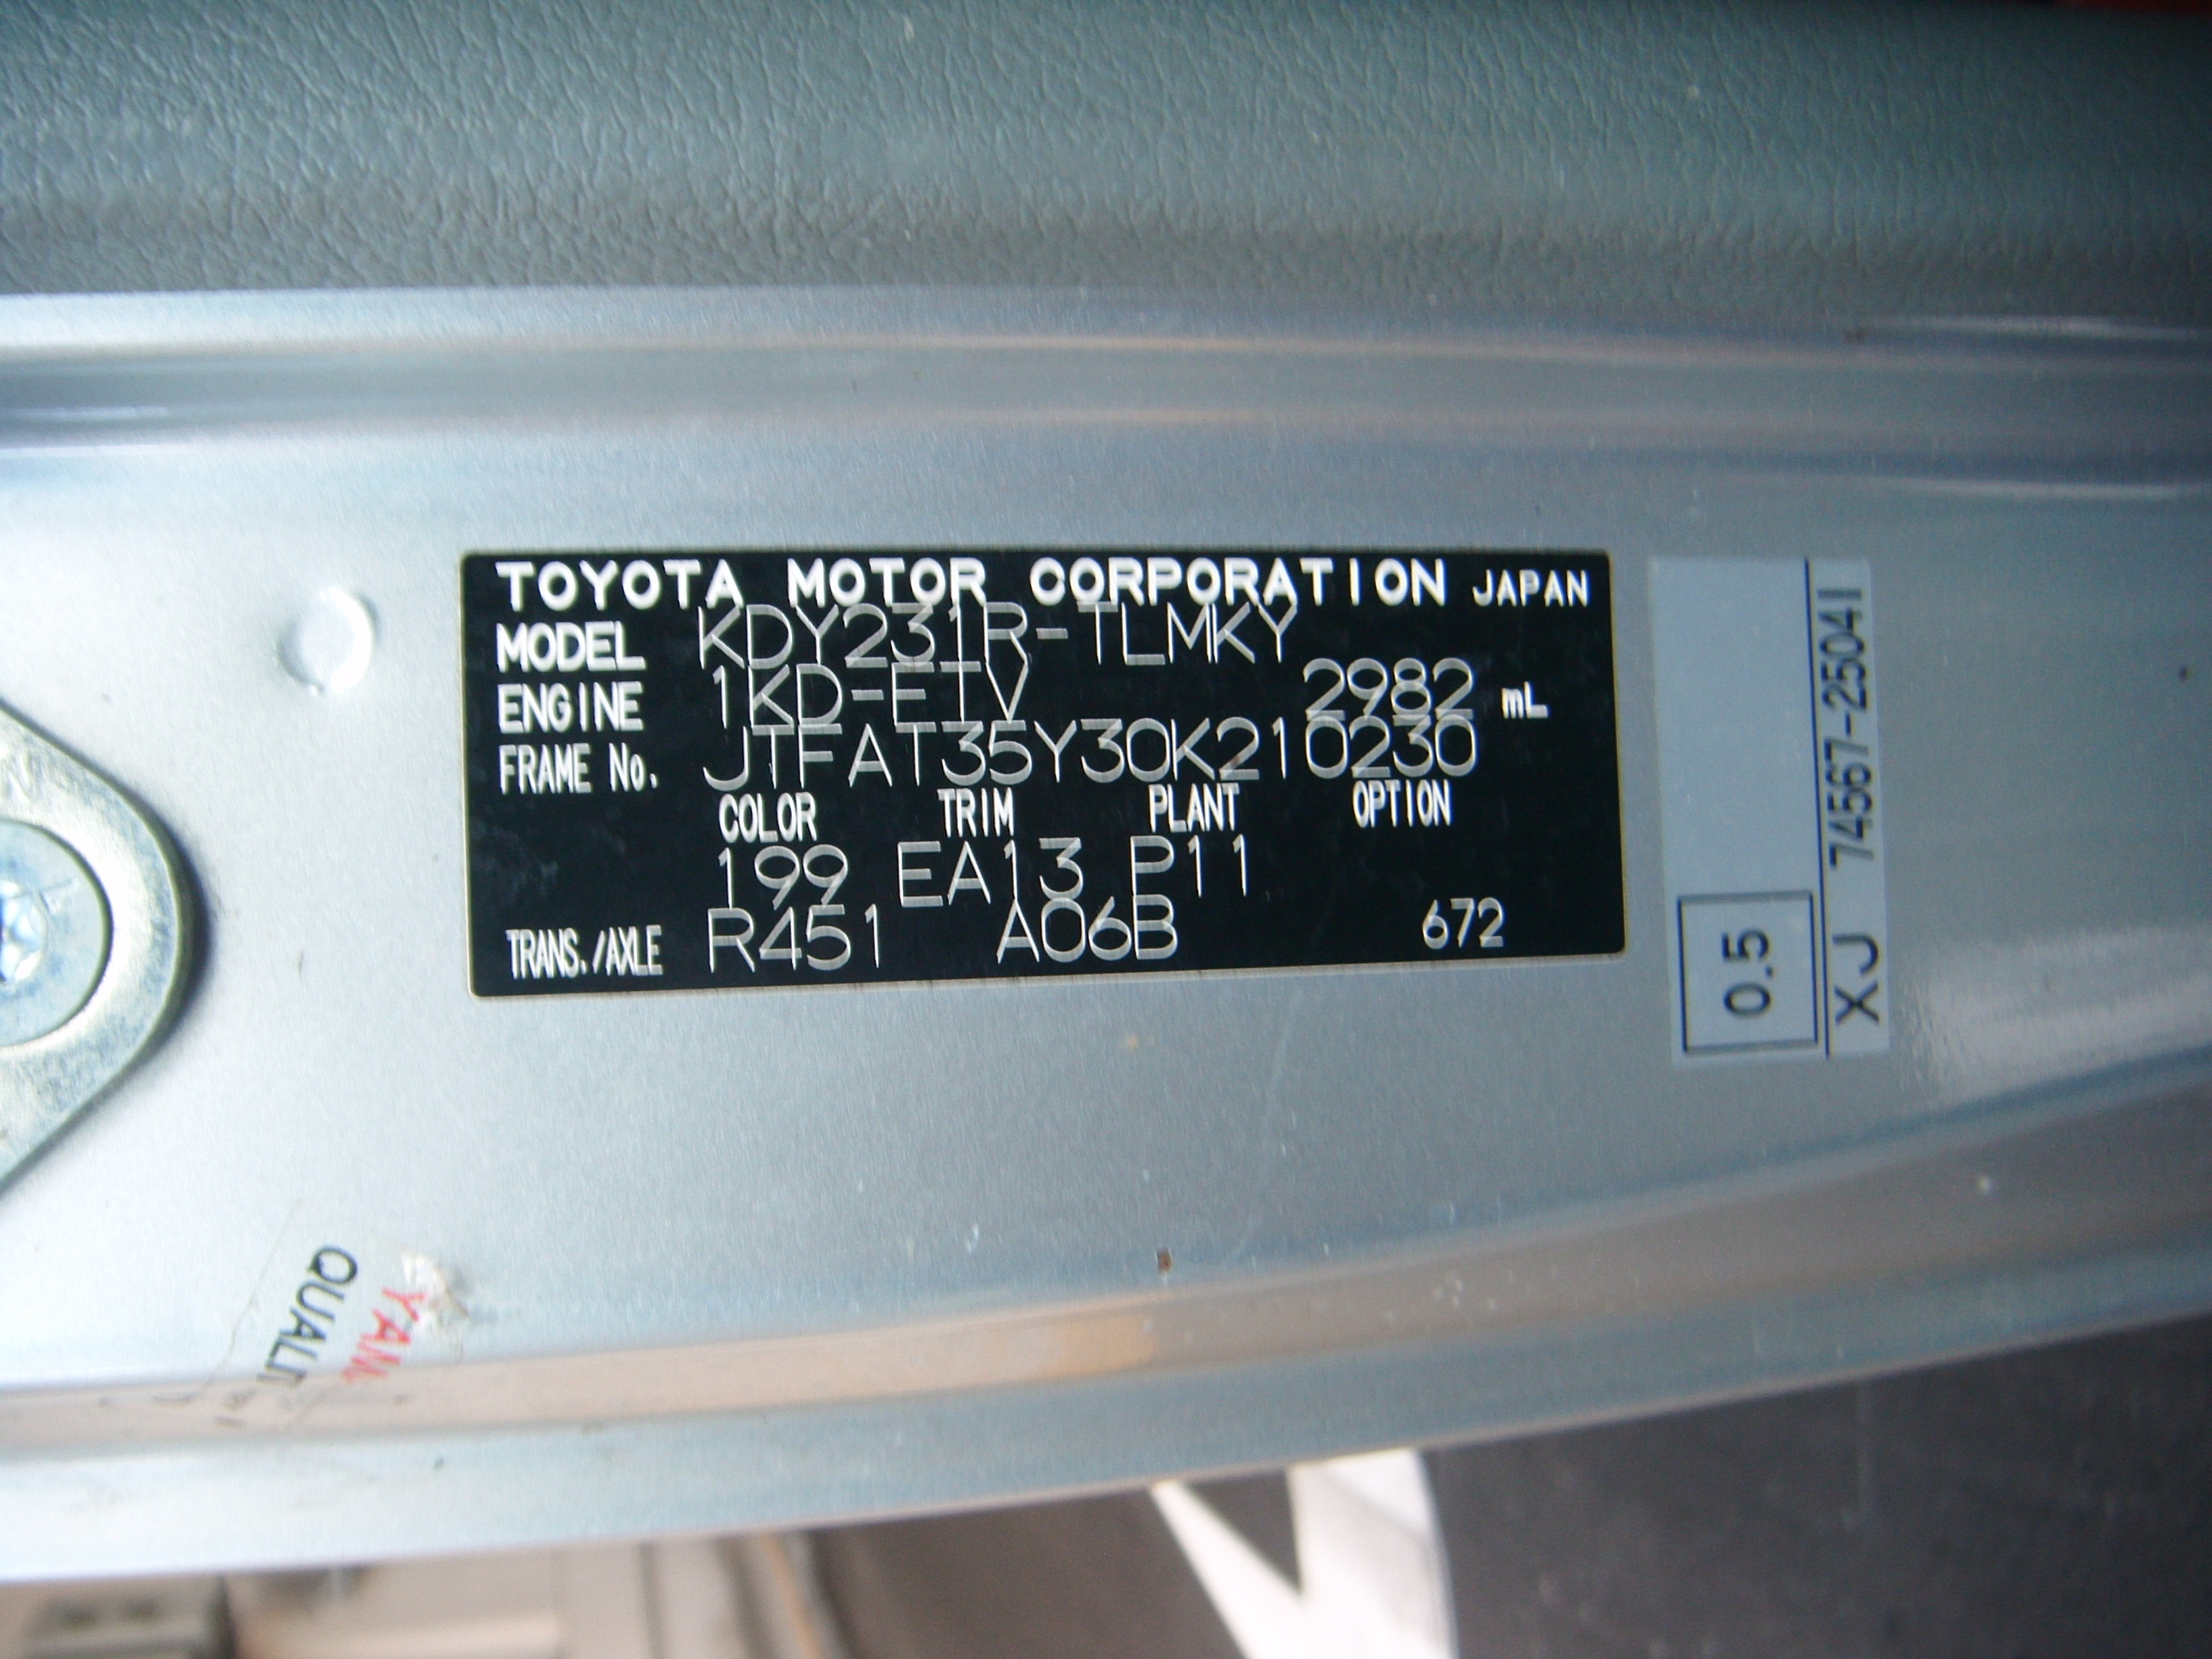 TOYOTA MOTOR CORPORATION JAPAN
MODEL KDY231R-TLMKY
ENGINE 1KD-FTV 2982 mL
FRAME No. JTFAT35Y30K210230
COLOR TRIM PLANT OPTION
199 EA13 P11
TRANS./AXLE R451 A06B 672
0.5
XJ 74567-25041